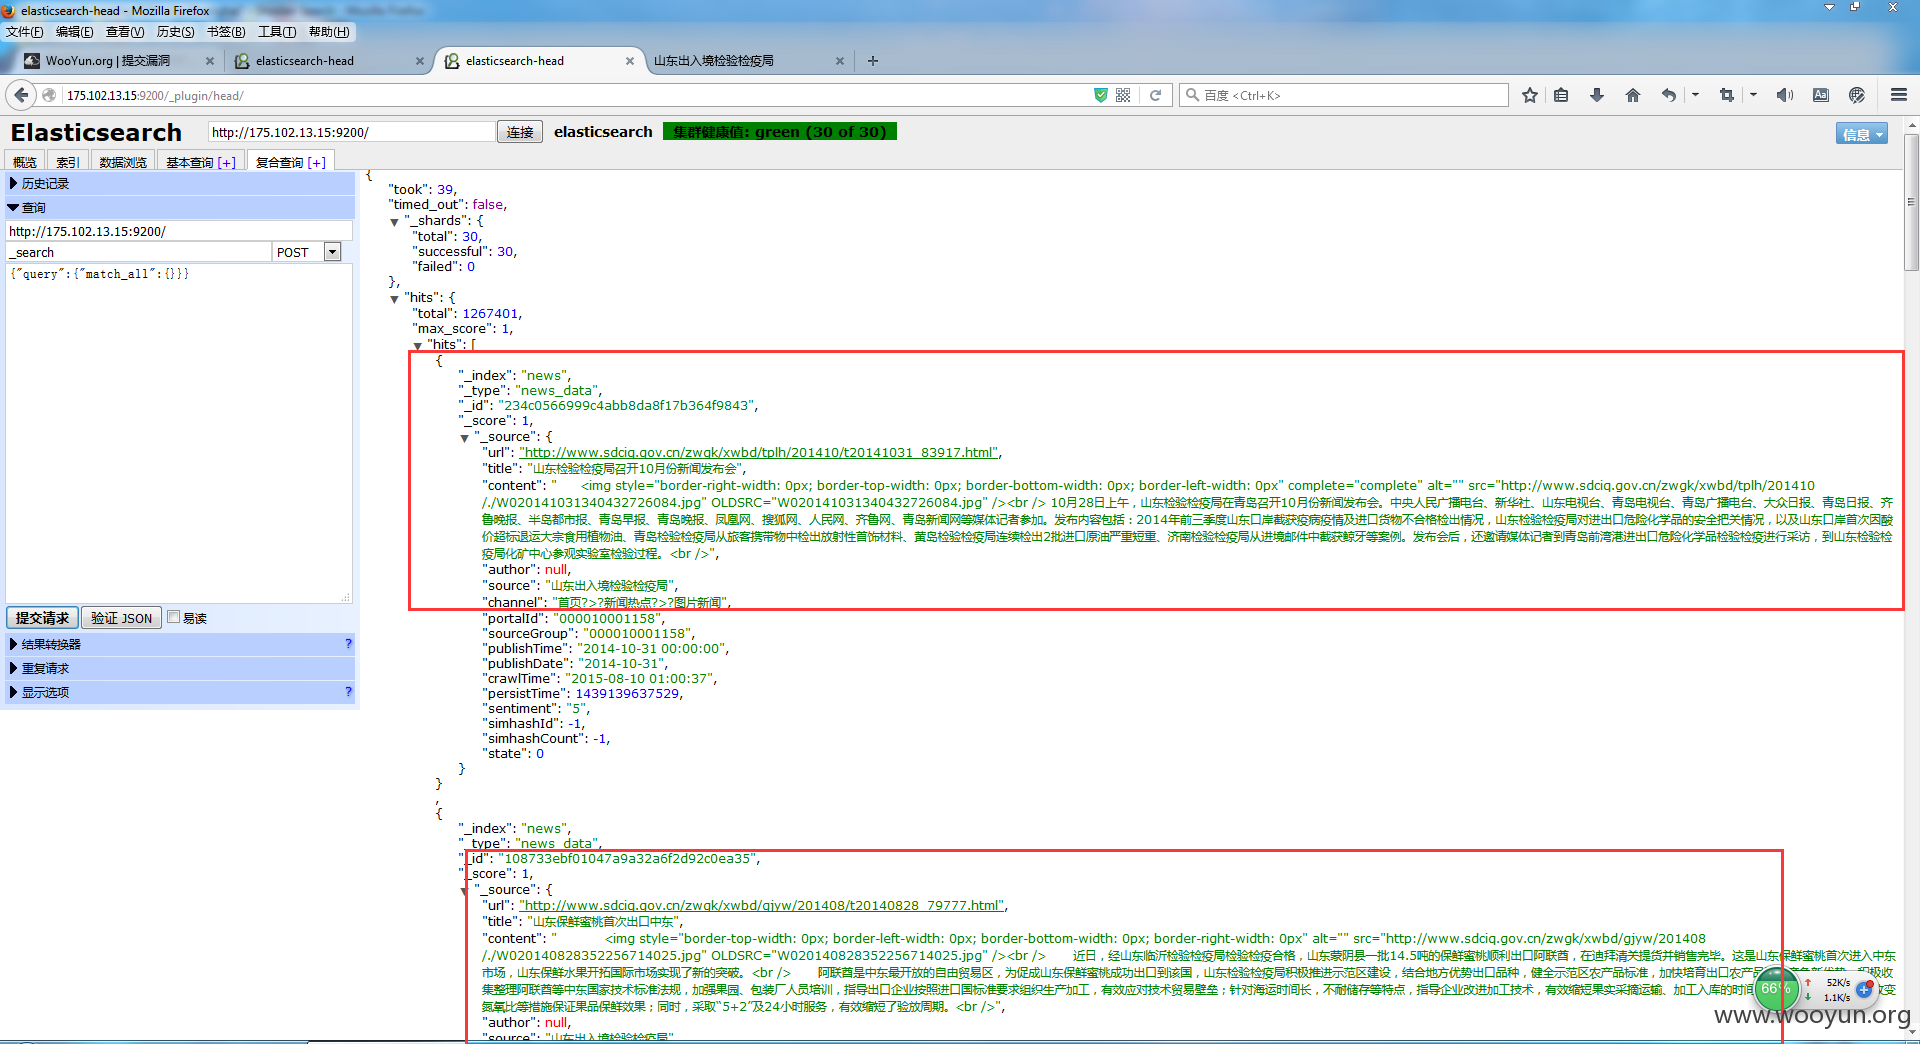 elasticsearch-head - Mozilla Firefox
文件(F) 编辑(E) 查看(V) 历史(S) 书签(B) 工具(T) 帮助(H)
WooYun.org | 提交漏洞 × elasticsearch-head × elasticsearch-head × 山东出入境检验检疫局 × +
175.102.13.15:9200/_plugin/head/ 百度 <Ctrl+K>
Elasticsearch http://175.102.13.15:9200/ 连接 elasticsearch 集群健康值: green (30 of 30) 信息
概览 索引 数据浏览 基本查询 [+] 复合查询 [+]
历史记录
查询
http://175.102.13.15:9200/
_search POST
{"query":{"match_all":{}}}
提交请求 验证 JSON 易读
结果转换器 ?
重复请求
显示选项 ?
{
"took": 39,
"timed_out": false,
"_shards": {
"total": 30,
"successful": 30,
"failed": 0
},
"hits": {
"total": 1267401,
"max_score": 1,
"hits": [
{
"_index": "news",
"_type": "news_data",
"_id": "234c0566999c4abb8da8f17b364f9843",
"_score": 1,
"_source": {
"url": "http://www.sdciq.gov.cn/zwgk/xwbd/tplh/201410/t20141031_83917.html",
"title": "山东检验检疫局召开10月份新闻发布会",
"content": " <img style="border-right-width: 0px; border-top-width: 0px; border-bottom-width: 0px; border-left-width: 0px" complete="complete" alt="" src="http://www.sdciq.gov.cn/zwgk/xwbd/tplh/201410
/./W020141031340432726084.jpg" OLDSRC="W020141031340432726084.jpg" /><br /> 10月28日上午，山东检验检疫局在青岛召开10月份新闻发布会。中央人民广播电台、新华社、山东电视台、青岛电视台、青岛广播电台、大众日报、青岛日报、齐
鲁晚报、半岛都市报、青岛早报、青岛晚报、凤凰网、搜狐网、人民网、齐鲁网、青岛新闻网等媒体记者参加。发布内容包括：2014年前三季度山东口岸截获疫病疫情及进口货物不合格检出情况，山东检验检疫局对进出口危险化学品的安全把关情况，以及山东口岸首次因酸
价超标退运大宗食用植物油、青岛检验检疫局从旅客携带物中检出放射性首饰材料、黄岛检验检疫局连续检出2批进口原油严重短重、济南检验检疫局从进境邮件中截获鲸牙等案例。发布会后，还邀请媒体记者到青岛前湾港进出口危险化学品检验检疫进行采访，到山东检验检
疫局化矿中心参观实验室检验过程。<br />",
"author": null,
"source": "山东出入境检验检疫局",
"channel": "首页?>?新闻热点?>?图片新闻",
"portalId": "000010001158",
"sourceGroup": "000010001158",
"publishTime": "2014-10-31 00:00:00",
"publishDate": "2014-10-31",
"crawlTime": "2015-08-10 01:00:37",
"persistTime": 1439139637529,
"sentiment": "5",
"simhashId": -1,
"simhashCount": -1,
"state": 0
}
}
,
{
"_index": "news",
"_type": "news_data",
"_id": "108733ebf01047a9a32a6f2d92c0ea35",
"_score": 1,
"_source": {
"url": "http://www.sdciq.gov.cn/zwgk/xwbd/gjyw/201408/t20140828_79777.html",
"title": "山东保鲜蜜桃首次出口中东",
"content": " <img style="border-top-width: 0px; border-left-width: 0px; border-bottom-width: 0px; border-right-width: 0px" alt="" src="http://www.sdciq.gov.cn/zwgk/xwbd/gjyw/201408
/./W020140828352256714025.jpg" OLDSRC="W020140828352256714025.jpg" /><br /> 近日，经山东临沂检验检疫局检验检疫合格，山东蒙阴县一批14.5吨的保鲜蜜桃顺利出口阿联酋，在迪拜清关提货并销售完毕。这是山东保鲜蜜桃首次进入中东
市场，山东保鲜水果开拓国际市场实现了新的突破。<br /> 阿联酋是中东最开放的自由贸易区，为促成山东保鲜蜜桃成功出口到该国，山东检验检疫局积极推进示范区建设，结合地方优势出口品种，健全示范区农产品标准，加快培育出口农产品 积极收
集整理阿联酋等中东国家技术标准法规，加强果园、包装厂人员培训，指导出口企业按照进口国标准要求组织生产加工，有效应对技术贸易壁垒；针对海运时间长，不耐储存等特点，指导企业改进加工技术，有效缩短果实采摘运输、加工入库的时间 改变
氮氧比等措施保证果品保鲜效果；同时，采取"5+2"及24小时服务，有效缩短了验放周期。<br />",
"author": null,
"source": "山东出入境检验检疫局"
66% 52K/s
1.1K/s
www.wooyun.org